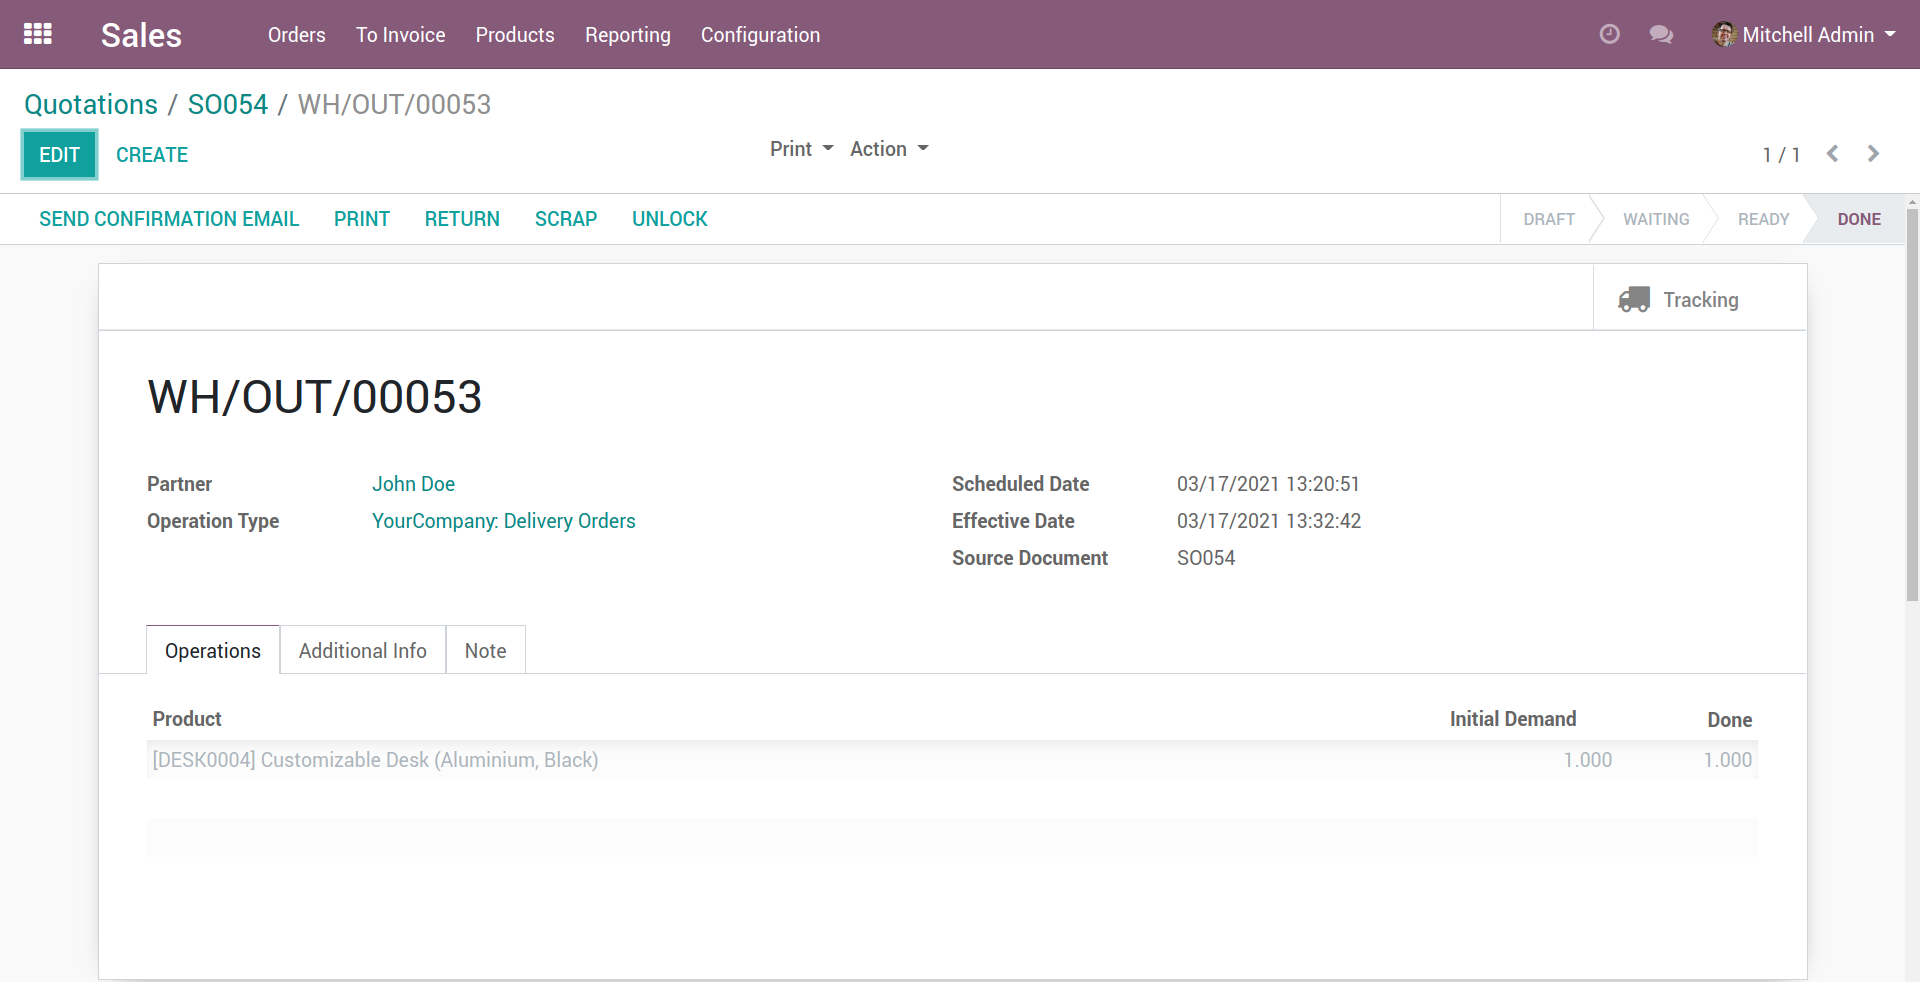 Sales Orders To Invoice Products Reporting Configuration Mitchell Admin
Quotations / SO054 / WH/OUT/00053
EDIT CREATE Print Action 1 / 1
SEND CONFIRMATION EMAIL PRINT RETURN SCRAP UNLOCK DRAFT WAITING READY DONE
Tracking
WH/OUT/00053
Partner John Doe Scheduled Date 03/17/2021 13:20:51
Operation Type YourCompany: Delivery Orders Effective Date 03/17/2021 13:32:42
Source Document SO054
Operations Additional Info Note
Product Initial Demand Done
[DESK0004] Customizable Desk (Aluminium, Black) 1.000 1.000